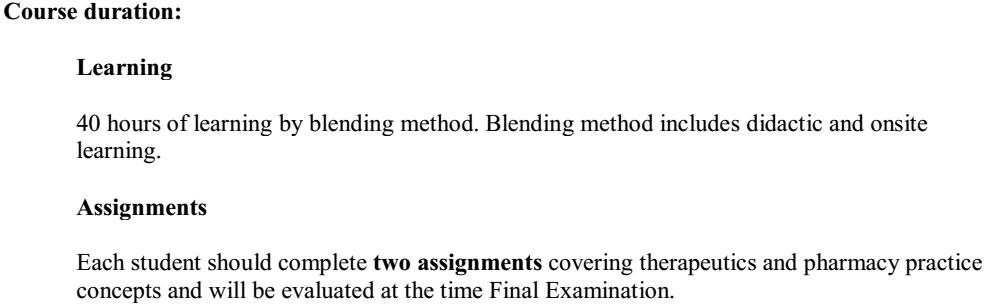 Course duration:
Learning
40 hours of learning by blending method. Blending method includes didactic and onsite
learning.
Assignments
Each student should complete two assignments covering therapeutics and pharmacy practice
concepts and will be evaluated at the time Final Examination.